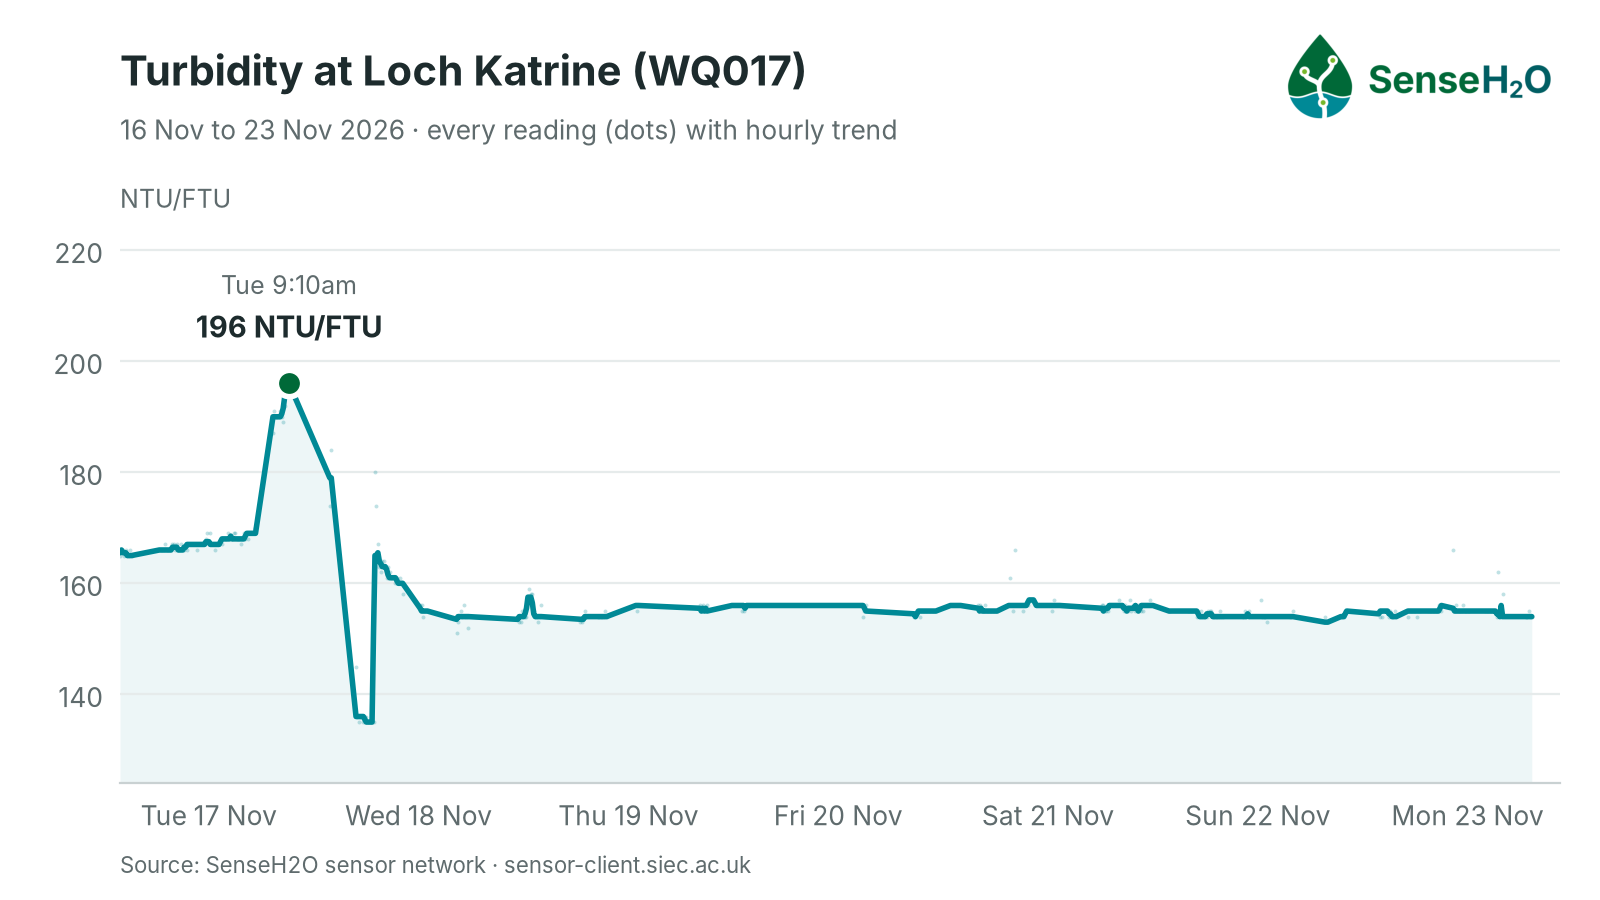 Turbidity at Loch Katrine (WQ017)
SenseH₂O
16 Nov to 23 Nov 2026 · every reading (dots) with hourly trend
NTU/FTU
220
Tue 9:10am
196 NTU/FTU
200
180
160
140
Tue 17 Nov
Wed 18 Nov
Thu 19 Nov
Fri 20 Nov
Sat 21 Nov
Sun 22 Nov
Mon 23 Nov
Source: SenseH2O sensor network · sensor-client.siec.ac.uk